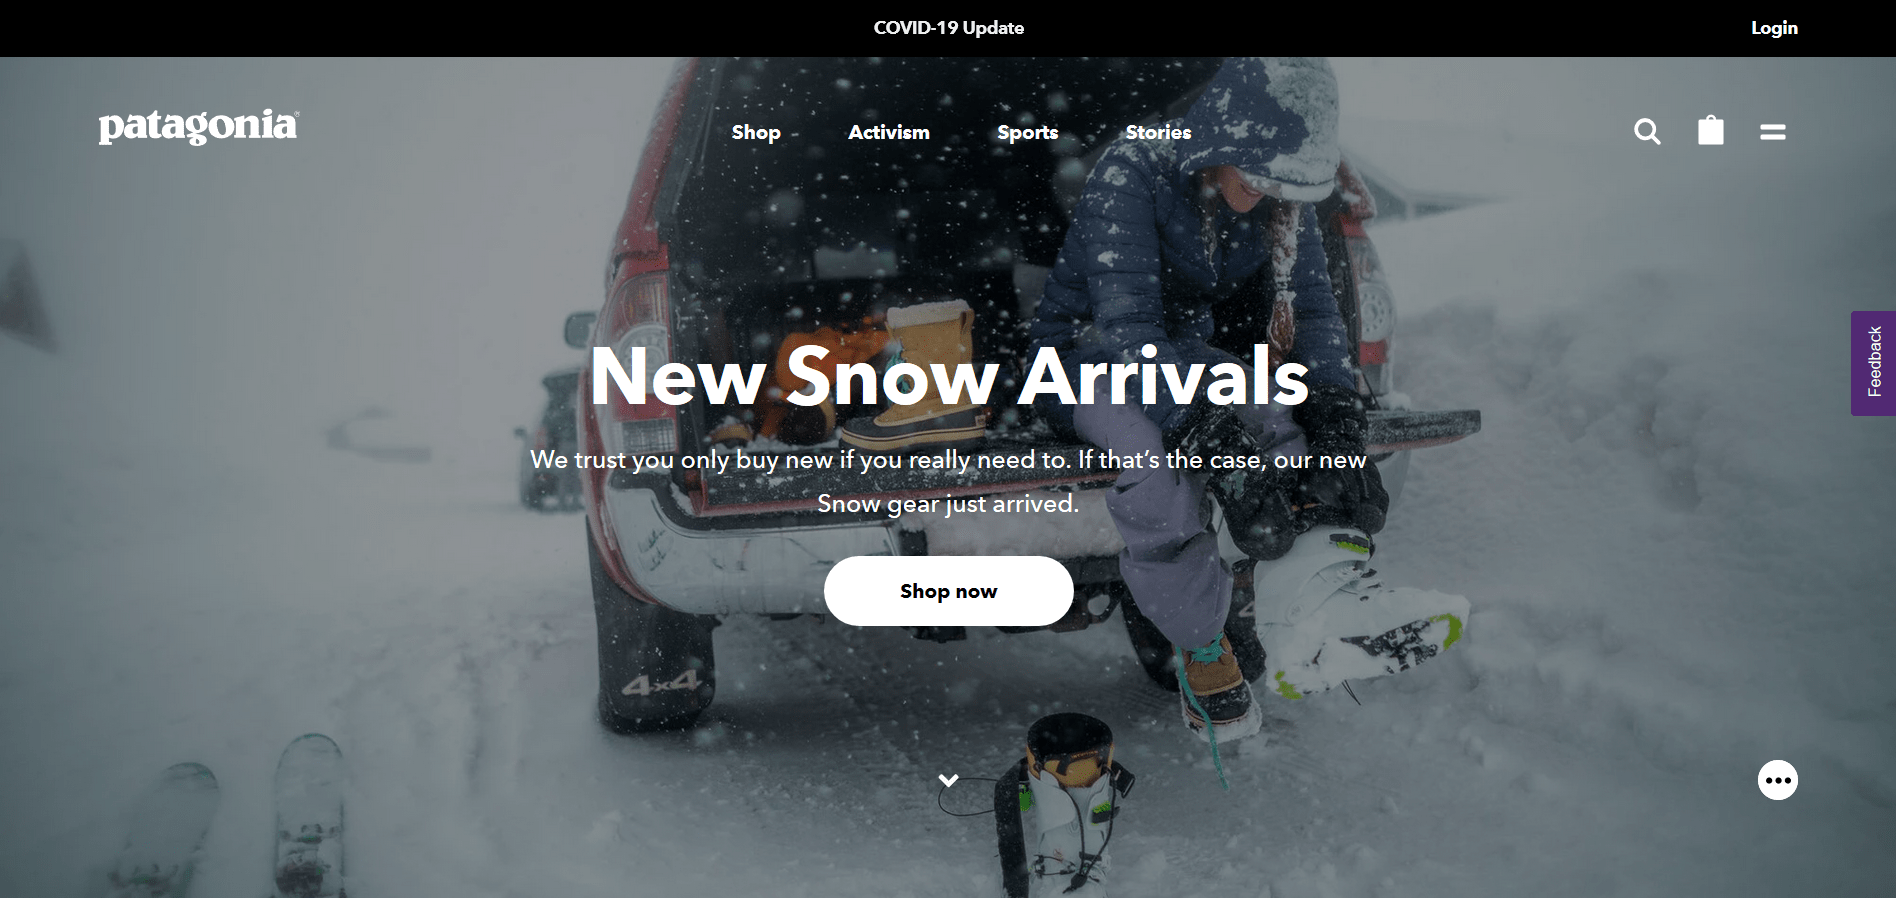 COVID-19 Update
Login
patagonia®
Shop
Activism
Sports
Stories
Feedback
New Snow Arrivals
We trust you only buy new if you really need to. If that’s the case, our new
Snow gear just arrived.
Shop now
4x4